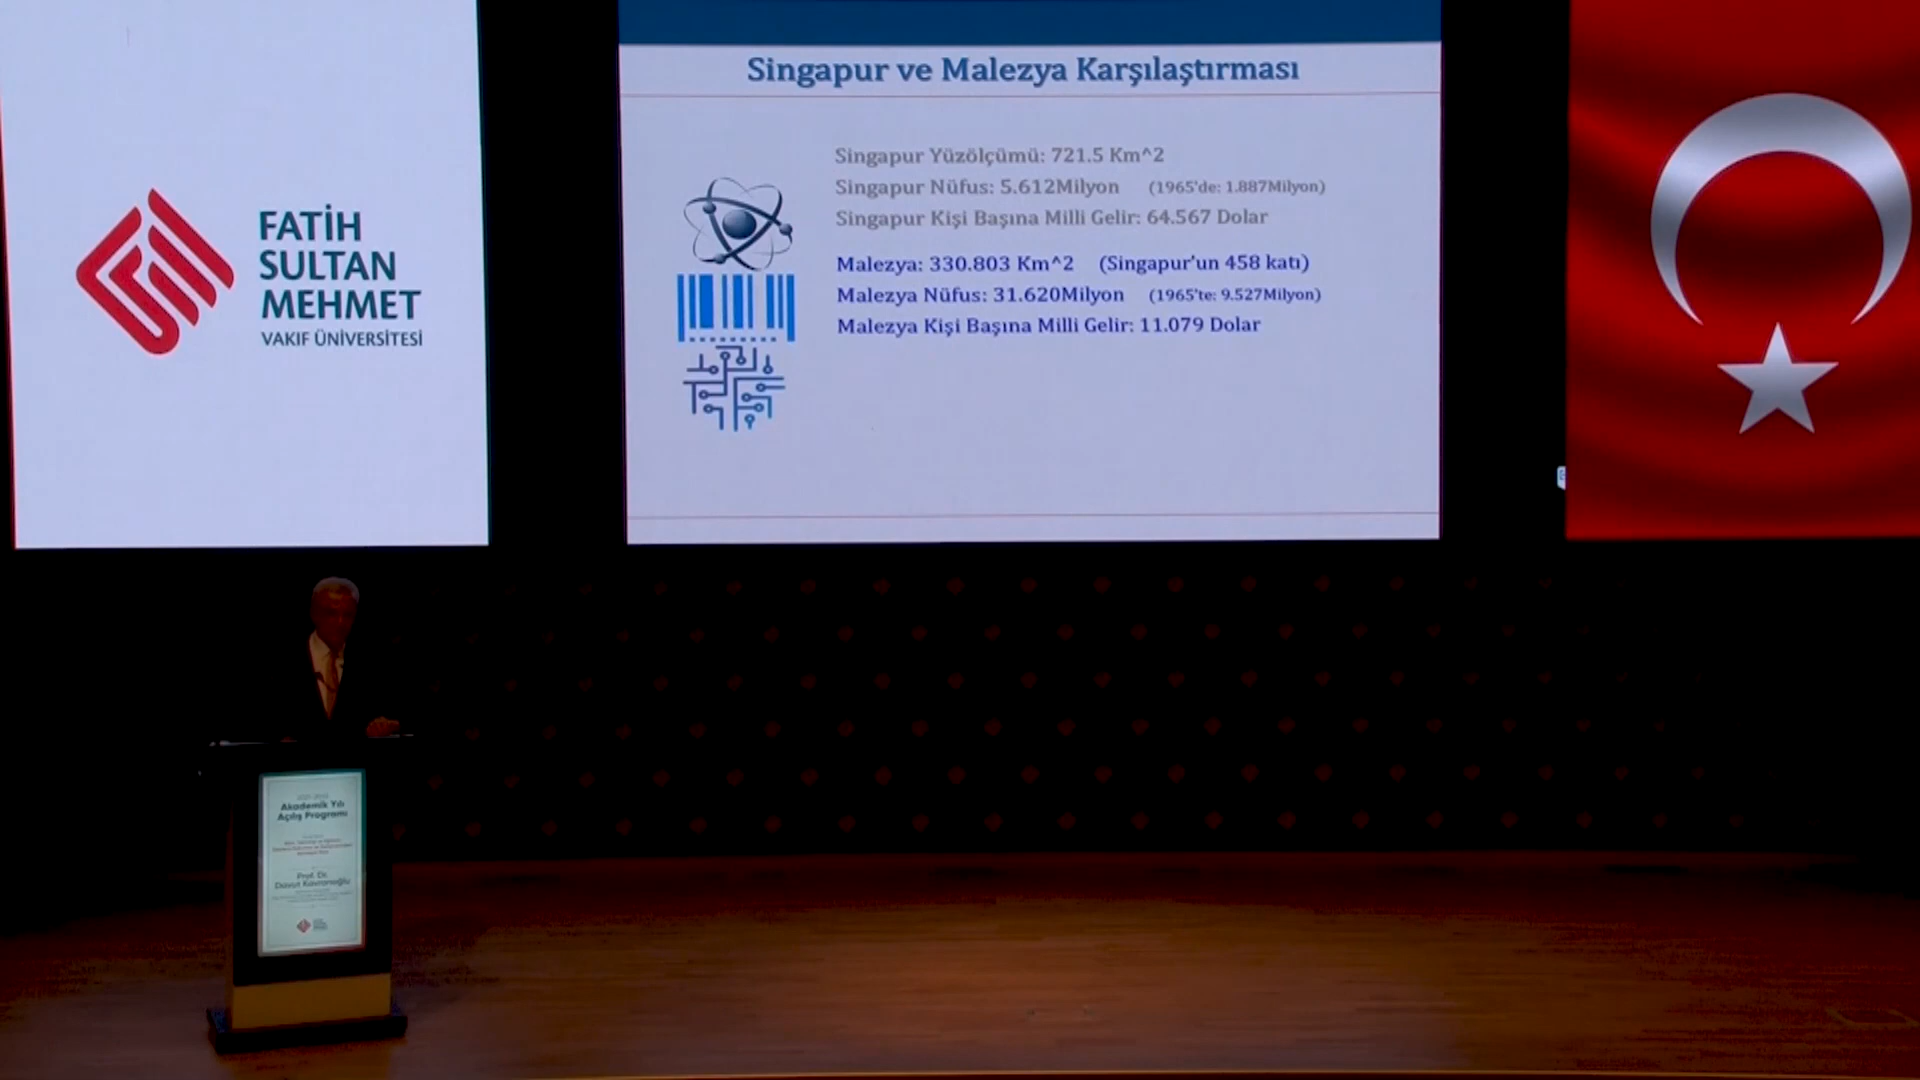 FATİH
SULTAN
MEHMET
VAKIF ÜNİVERSİTESİ
Singapur ve Malezya Karşılaştırması
Singapur Yüzölçümü: 721.5 Km^2
Singapur Nüfus: 5.612Milyon (1965'de: 1.887Milyon)
Singapur Kişi Başına Milli Gelir: 64.567 Dolar
Malezya: 330.803 Km^2 (Singapur'un 458 katı)
Malezya Nüfus: 31.620Milyon (1965'te: 9.527Milyon)
Malezya Kişi Başına Milli Gelir: 11.079 Dolar
Akademik Yılı
Açılış Programı
Prof. Dr.
Davut Kavranoğlu